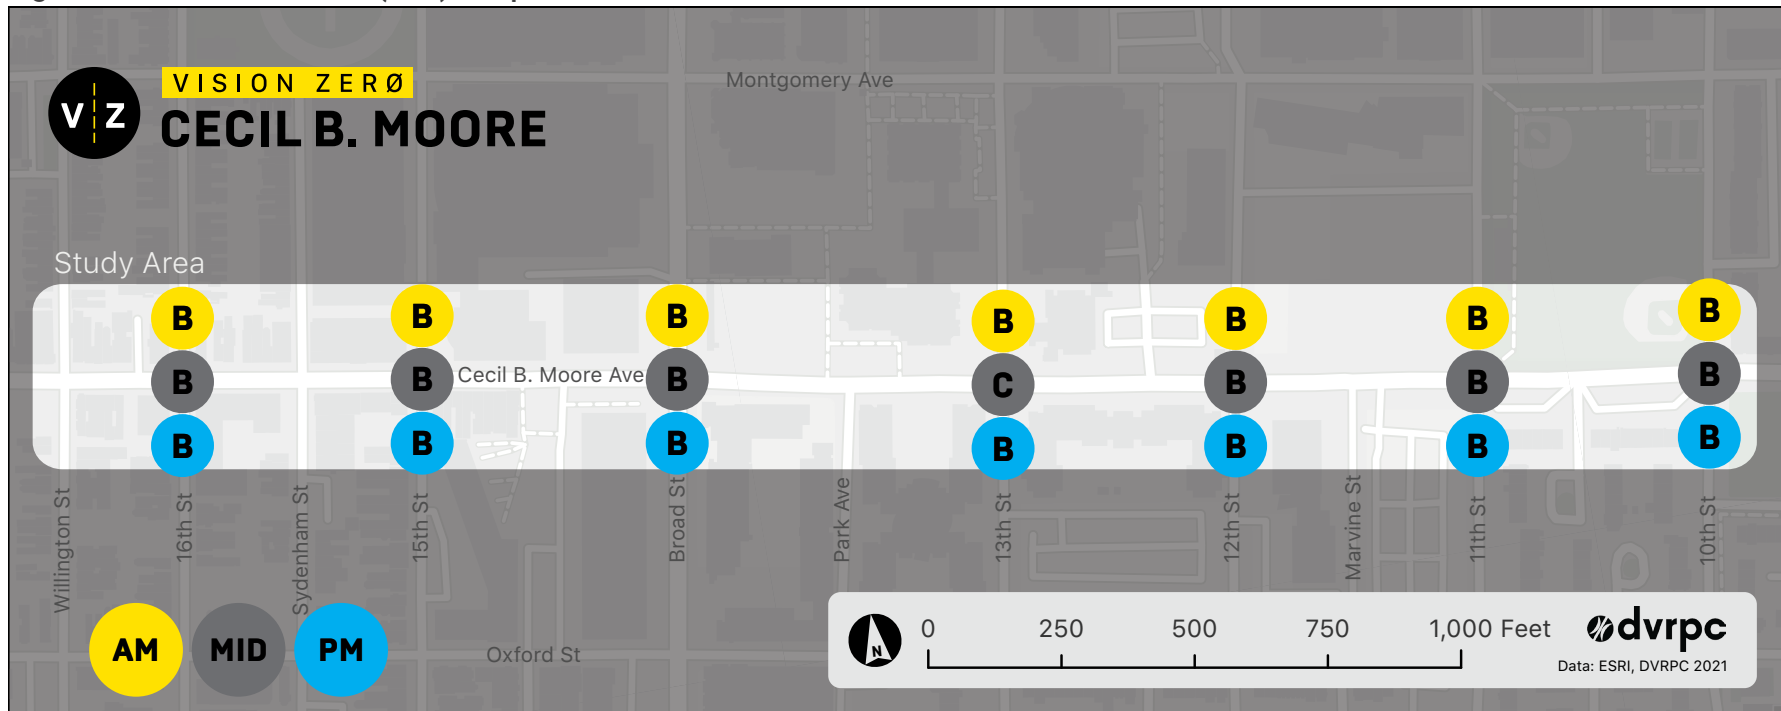 V Z
VISION ZERØ
CECIL B. MOORE
Montgomery Ave
Study Area
B B B B B B B
Cecil B. Moore Ave
B B B C B B B
B B B B B B B
Willington St
16th St
Sydenham St
15th St
Broad St
Park Ave
13th St
12th St
Marvine St
11th St
10th St
AM MID PM
Oxford St
N
0 250 500 750 1,000 Feet
dvrpc
Data: ESRI, DVRPC 2021